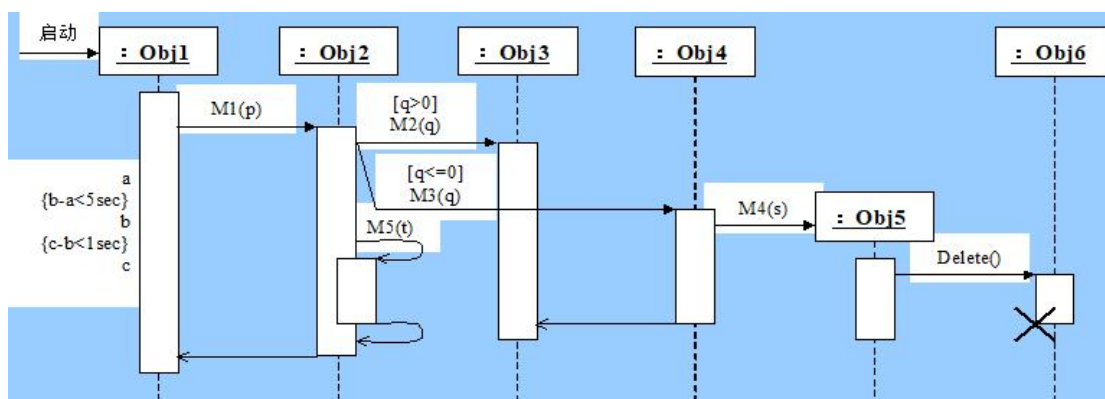 启动
: Obj1
: Obj2
: Obj3
: Obj4
: Obj6
M1(p)
[q>0]
M2(q)
[q<=0]
M3(q)
a
{b-a<5sec}
b
{c-b<1sec}
c
M4(s)
: Obj5
M5(t)
Delete()